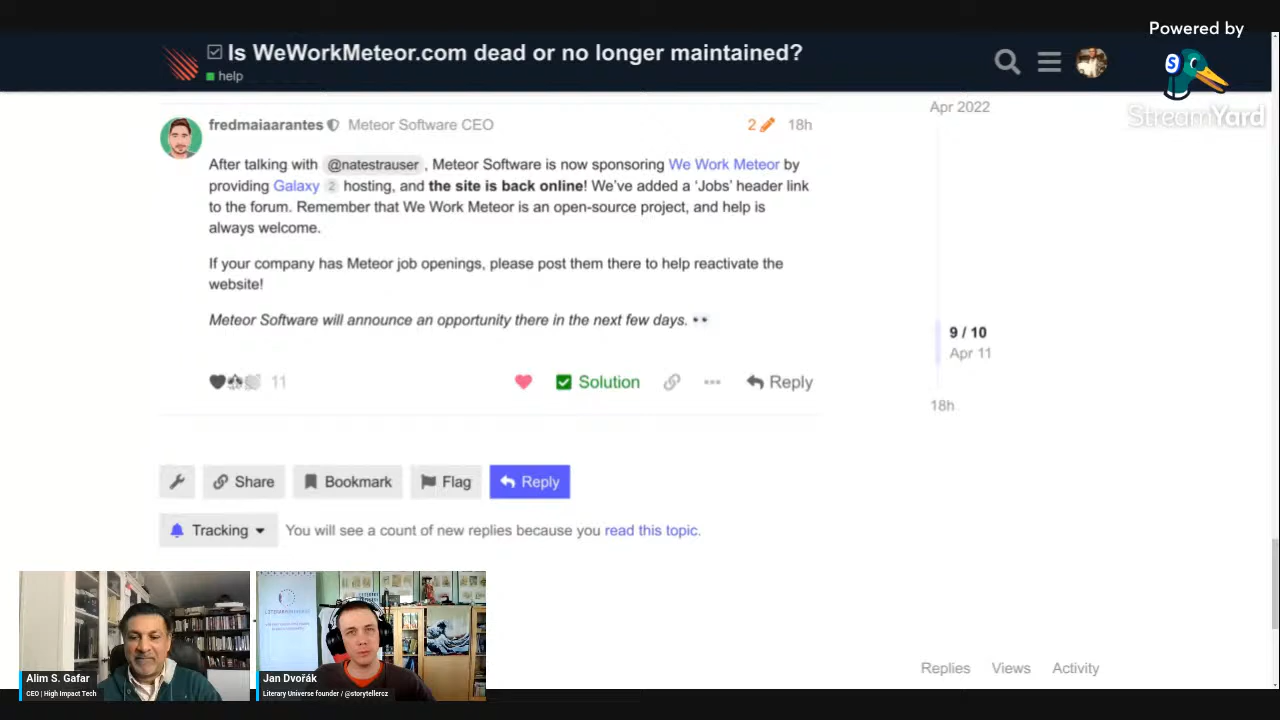 Powered by
StreamYard
Is WeWorkMeteor.com dead or no longer maintained?
help
fredmaiaarantes Meteor Software CEO 2 18h
After talking with @natestrauser , Meteor Software is now sponsoring We Work Meteor by
providing Galaxy 2 hosting, and the site is back online! We've added a 'Jobs' header link
to the forum. Remember that We Work Meteor is an open-source project, and help is
always welcome.
If your company has Meteor job openings, please post them there to help reactivate the
website!
Meteor Software will announce an opportunity there in the next few days.
11 Solution Reply
Apr 2022
9 / 10
Apr 11
18h
Share Bookmark Flag Reply
Tracking You will see a count of new replies because you read this topic.
Alim S. Gafar
CEO | High Impact Tech
Jan Dvořák
Literary Universe founder / @storytellercz
Replies Views Activity